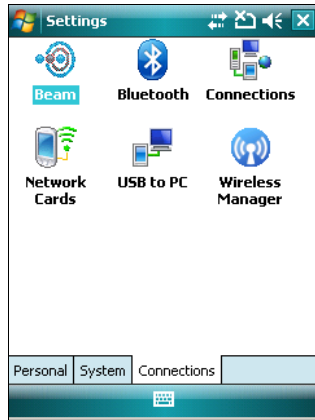 Settings
Beam Bluetooth Connections
Network Cards USB to PC Wireless Manager
Personal System Connections